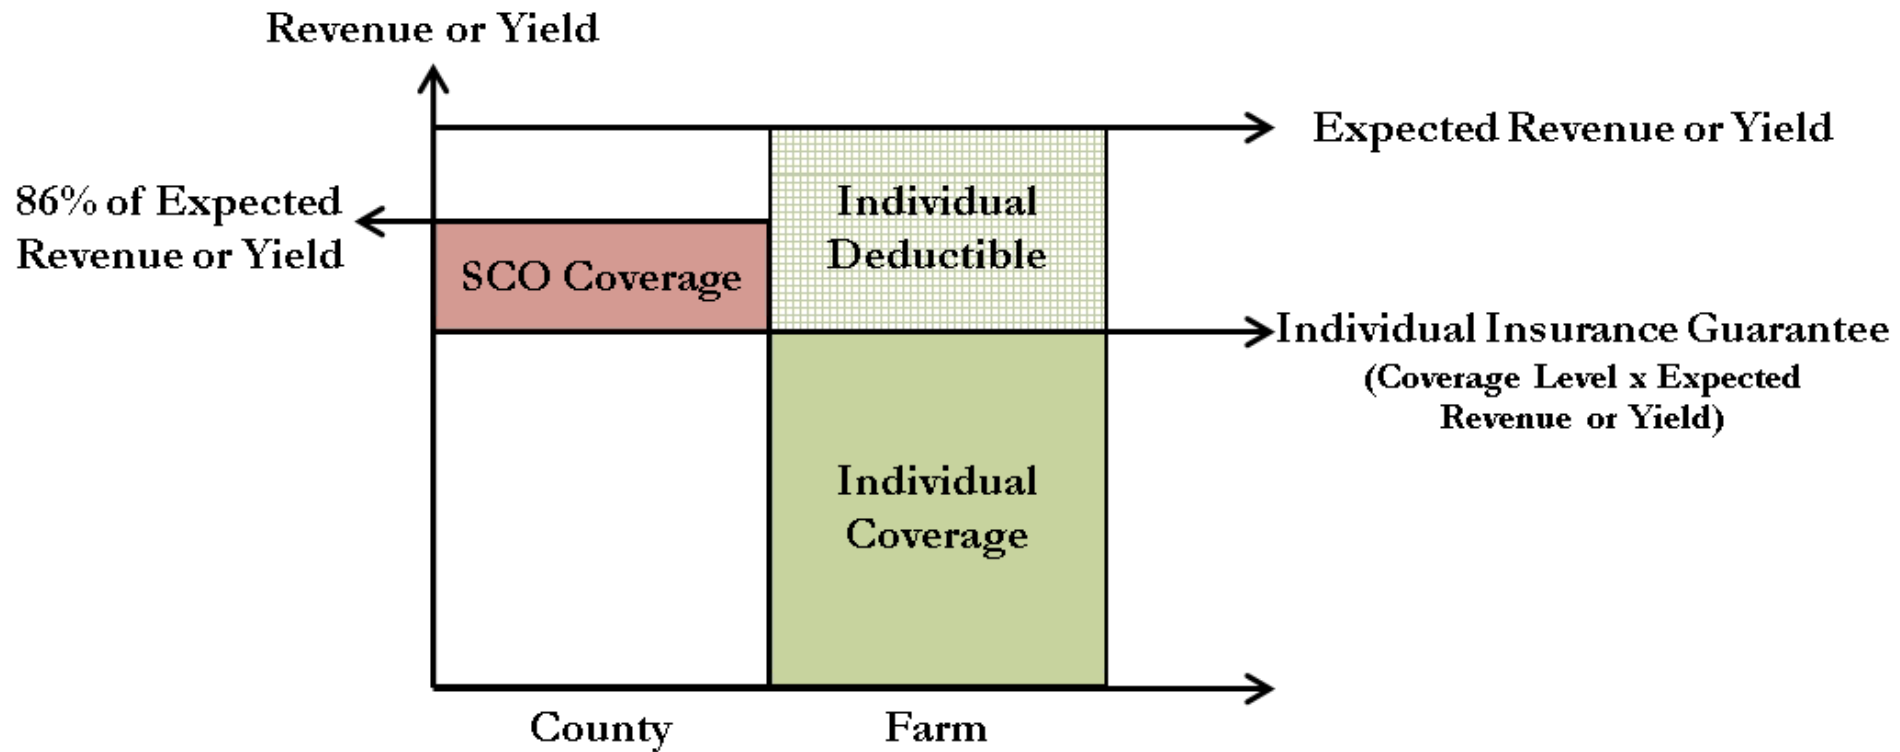 Revenue or Yield
Expected Revenue or Yield
86% of Expected
Revenue or Yield
Individual
Deductible
SCO Coverage
Individual Insurance Guarantee
(Coverage Level x Expected
Revenue or Yield)
Individual
Coverage
County
Farm